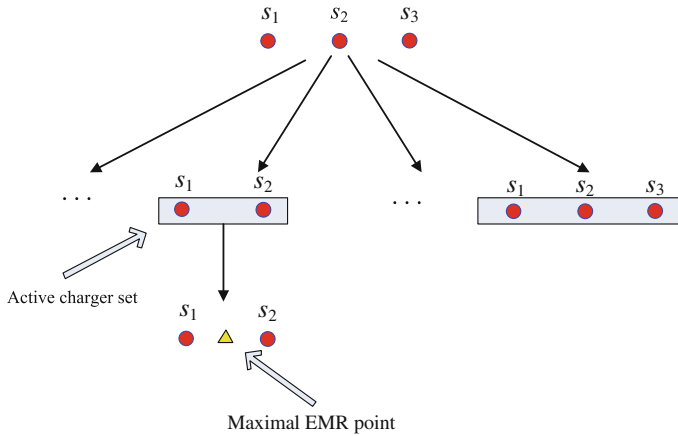 s1 s2 s3
. . .
s1 s2
. . .
s1 s2 s3
Active charger set
s1 s2
Maximal EMR point